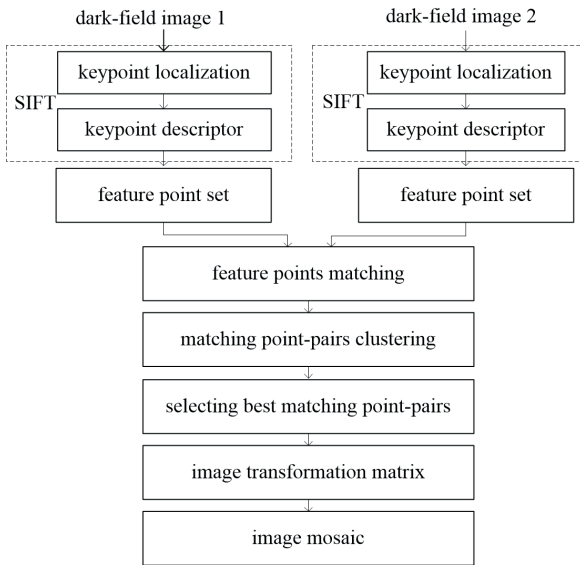 dark-field image 1
dark-field image 2
keypoint localization
keypoint localization
SIFT
SIFT
keypoint descriptor
keypoint descriptor
feature point set
feature point set
feature points matching
matching point-pairs clustering
selecting best matching point-pairs
image transformation matrix
image mosaic